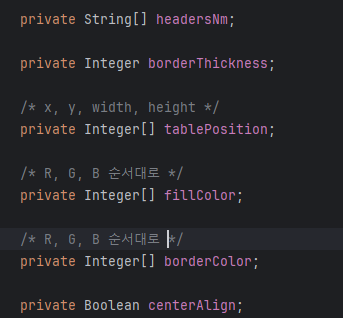 private String[] headersNm;
private Integer borderThickness;
/* x, y, width, height */
private Integer[] tablePosition;
/* R, G, B 순서대로 */
private Integer[] fillColor;
/* R, G, B 순서대로 */
private Integer[] borderColor;
private Boolean centerAlign;